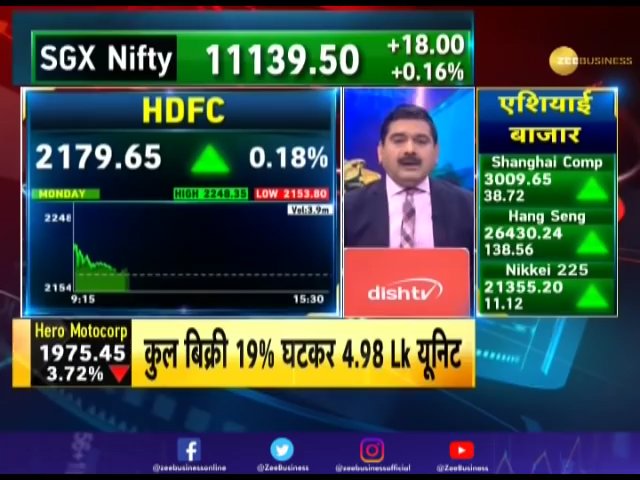 SGX Nifty 11139.50 +18.00
+0.16%
ZEEBUSINESS
HDFC
2179.65 0.18%
MONDAY HIGH 2248.35 LOW 2153.80
Vol:3.9m
2248
2154
9:15 15:30
dishtv
एशियाई
बाजार
Shanghai Comp
3009.65
38.72
Hang Seng
26430.24
138.56
Nikkei 225
21355.20
11.12
Hero Motocorp
1975.45
3.72%
कुल बिक्री 19% घटकर 4.98 Lk यूनिट
@zeebusinessonline @ZeeBusiness @zeebusinessofficial @ZeeBusiness